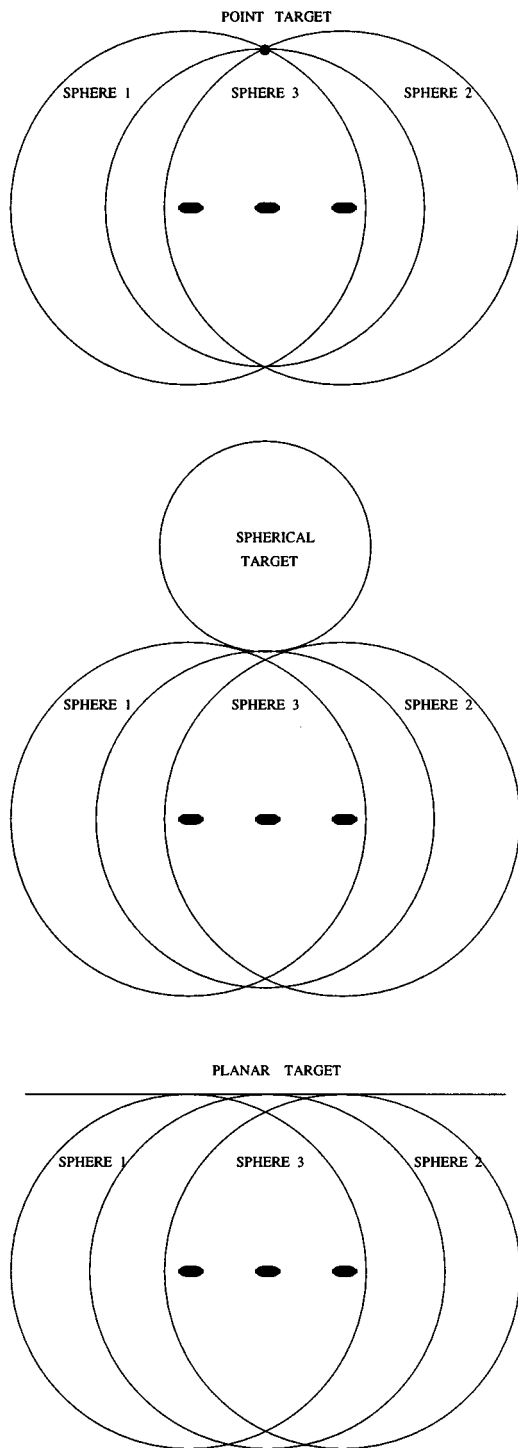 POINT TARGET
SPHERE 1 SPHERE 3 SPHERE 2
SPHERICAL
TARGET
SPHERE 1 SPHERE 3 SPHERE 2
PLANAR TARGET
SPHERE 1 SPHERE 3 SPHERE 2